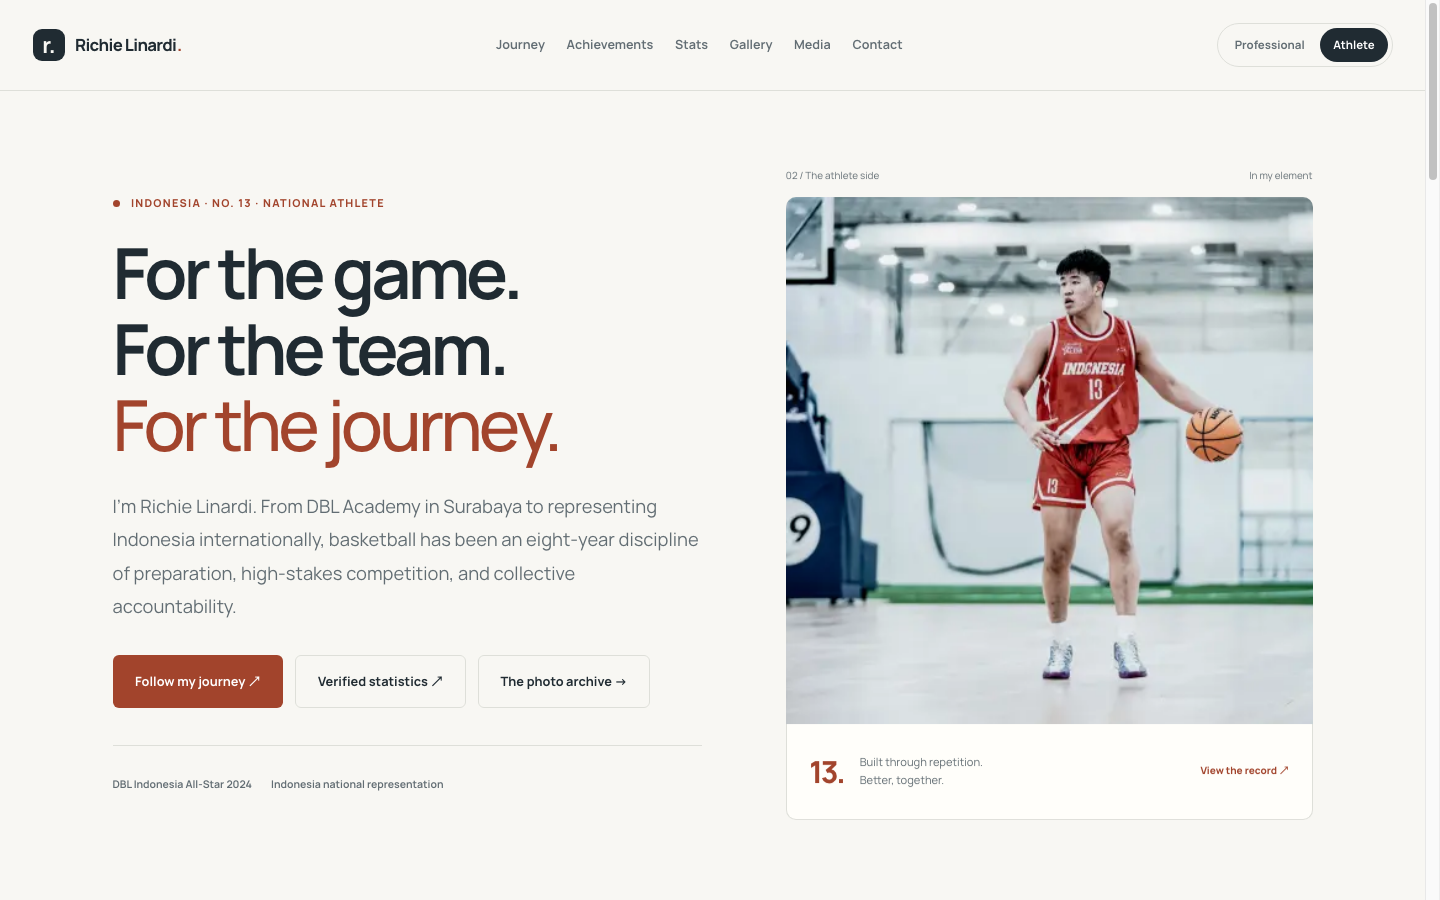 r. Richie Linardi.
Journey Achievements Stats Gallery Media Contact
Professional Athlete
INDONESIA · NO. 13 · NATIONAL ATHLETE
For the game.
For the team.
For the journey.
I'm Richie Linardi. From DBL Academy in Surabaya to representing
Indonesia internationally, basketball has been an eight-year discipline
of preparation, high-stakes competition, and collective
accountability.
Follow my journey ↗
Verified statistics ↗
The photo archive →
DBL Indonesia All-Star 2024 Indonesia national representation
02 / The athlete side
In my element
INDONESIA
13
13
9
13.
Built through repetition.
Better, together.
View the record ↗